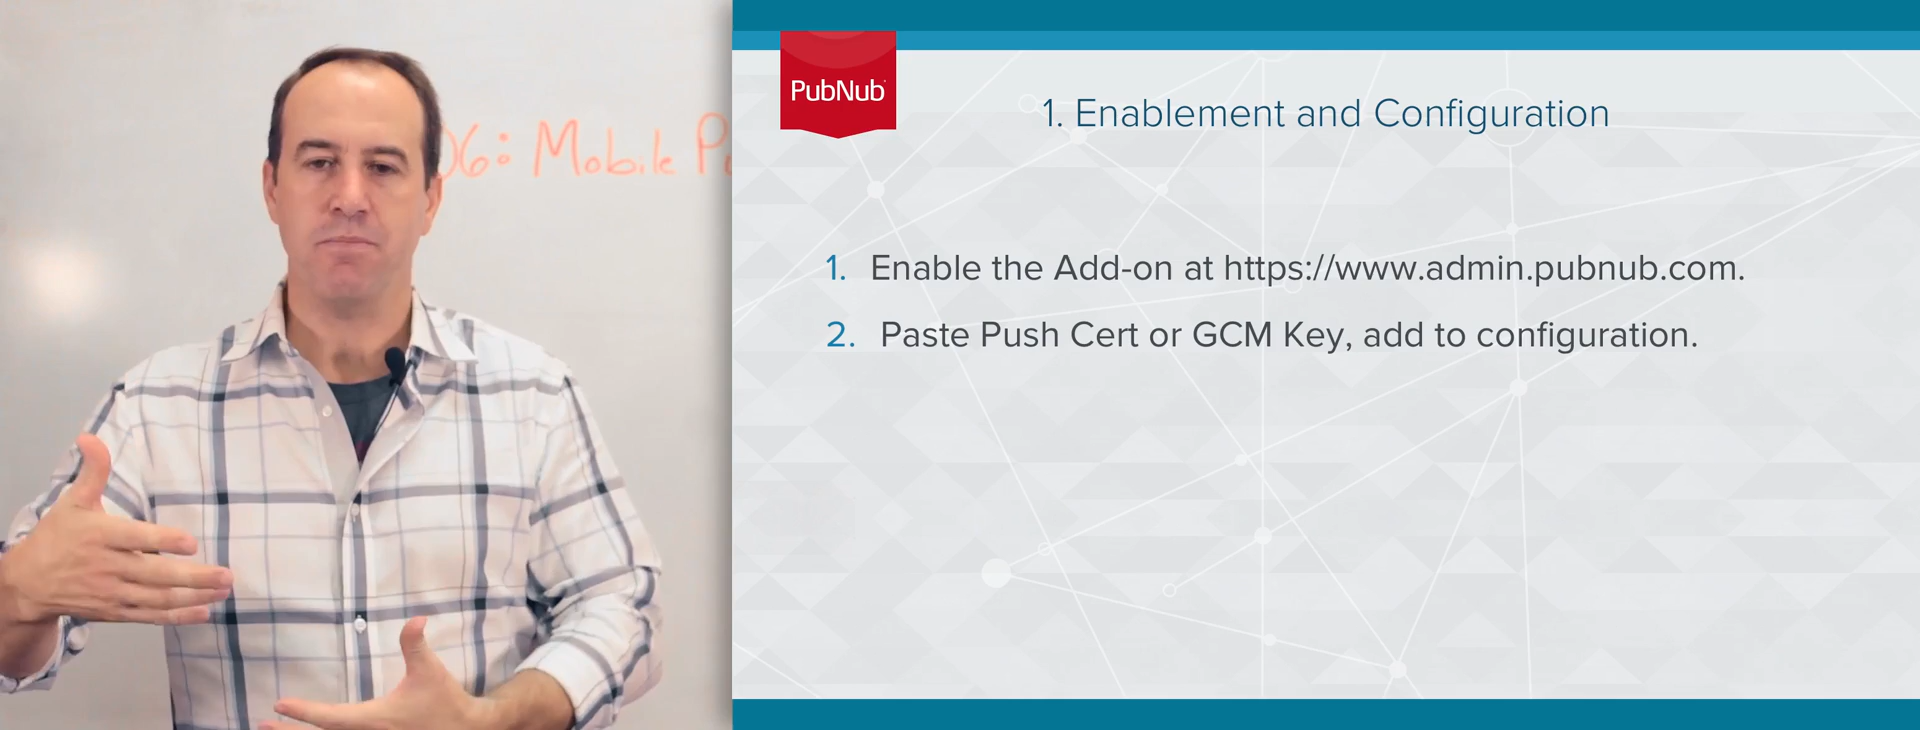 06: Mobile
PubNub
1. Enablement and Configuration
1. Enable the Add-on at https://www.admin.pubnub.com.
2. Paste Push Cert or GCM Key, add to configuration.